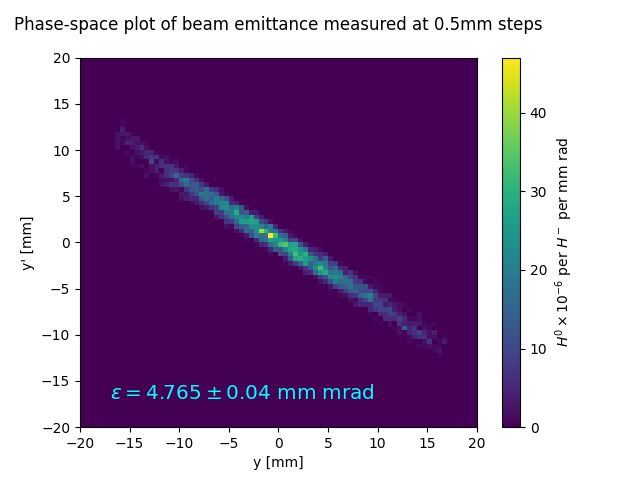 Phase-space plot of beam emittance measured at 0.5mm steps
20
15
10
5
0
−5
−10
−15
−20
y' [mm]
−20 −15 −10 −5 0 5 10 15 20
y [mm]
ε = 4.765 ± 0.04 mm mrad
40
30
20
10
0
H⁰ × 10⁻⁶ per H⁻ per mm rad